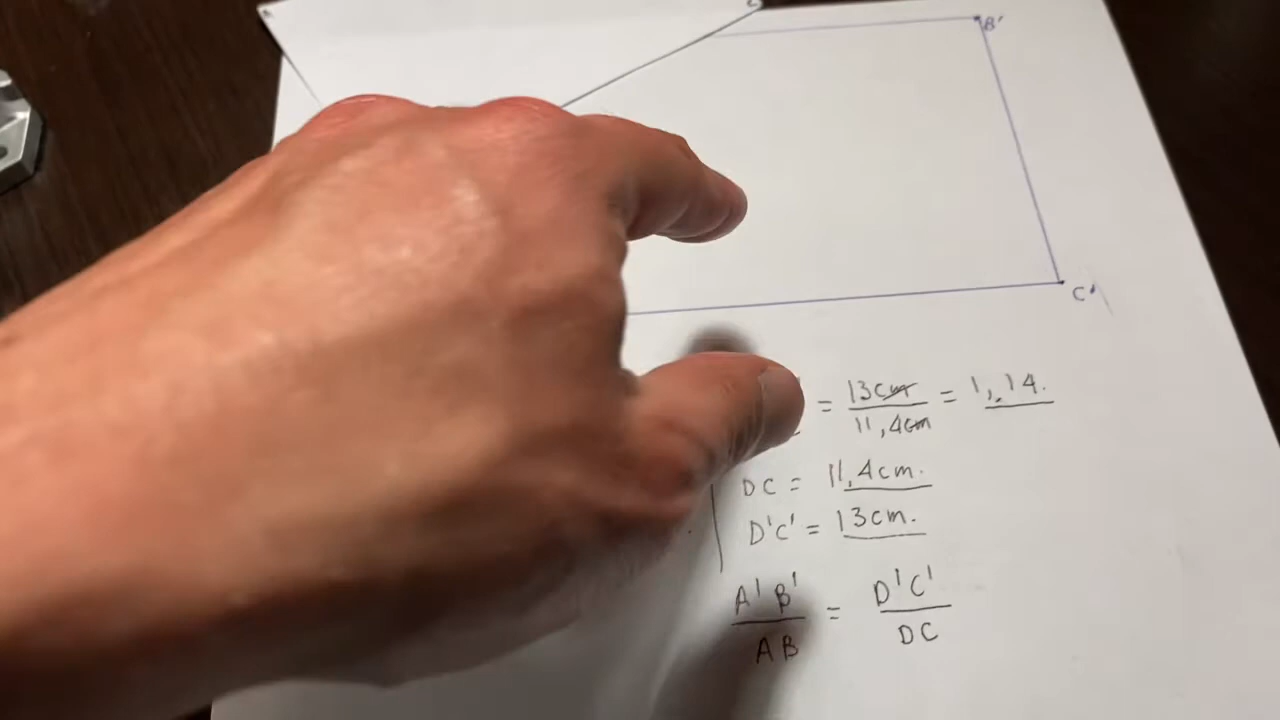 B'
C'
= 13cm / 11,4cm = 1,14.
DC = 11,4cm.
D'C' = 13cm.
A'B' / AB = D'C' / DC